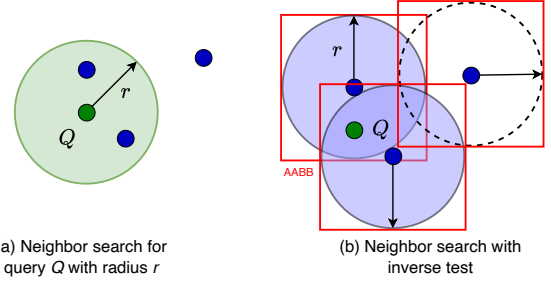 r
Q
r
Q
AABB
a) Neighbor search for
query Q with radius r
(b) Neighbor search with
inverse test